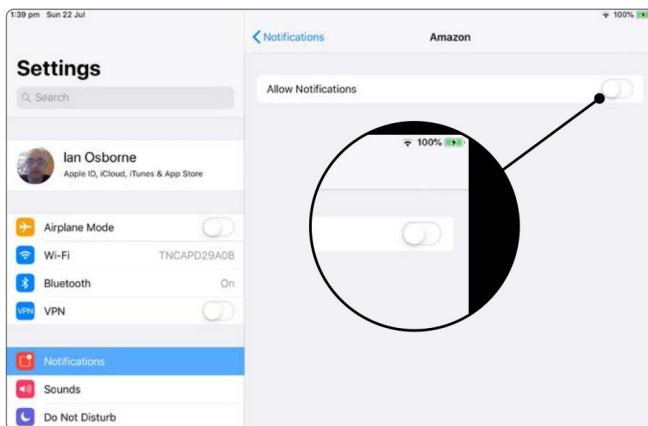 1:39 pm Sun 22 Jul
100%
Notifications
Amazon
Settings
Search
Allow Notifications
100%
Ian Osborne
Apple ID, iCloud, iTunes & App Store
Airplane Mode
Wi-Fi TNCAPD29A0B
Bluetooth On
VPN VPN
Notifications
Sounds
Do Not Disturb